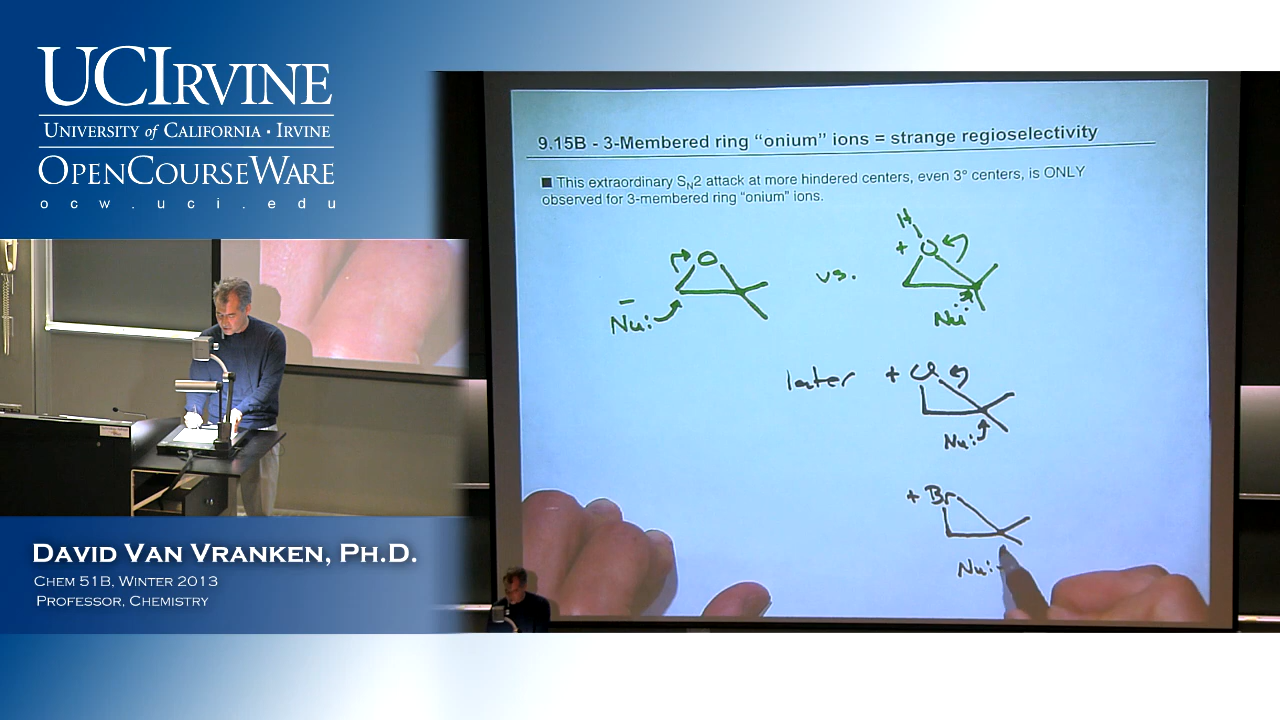 UCIRVINE
UNIVERSITY of CALIFORNIA · IRVINE
OPENCOURSEWARE
ocw.uci.edu
9.15B - 3-Membered ring “onium” ions = strange regioselectivity
■ This extraordinary SN2 attack at more hindered centers, even 3° centers, is ONLY
observed for 3-membered ring “onium” ions.
H
+ O
O
vs.
Nu:
Nu:
later + Cl
Nu:
+ Br
Nu:
DAVID VAN VRANKEN, PH.D.
CHEM 51B, WINTER 2013
PROFESSOR, CHEMISTRY